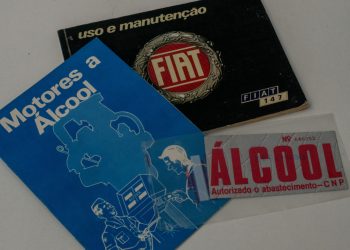 uso e manutenção
FIAT
FIAT
147
Motores a
Álcool
Nº
ÁLCOOL
Autorizado o abastecimento-CNP